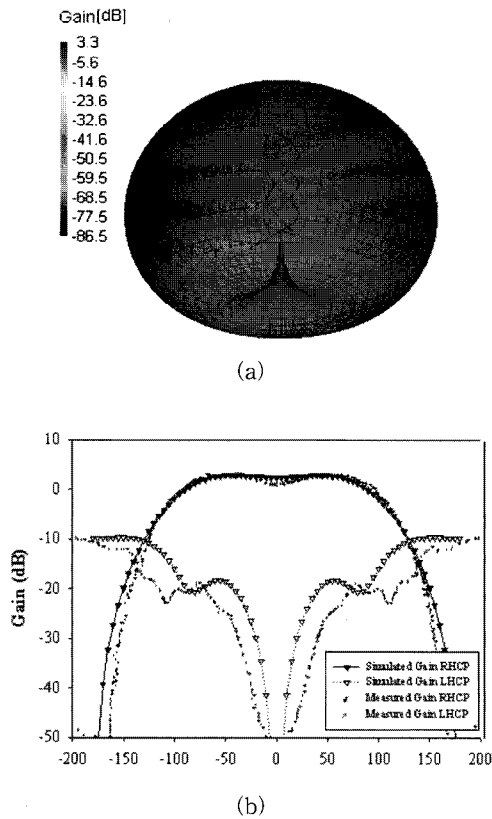 Gain[dB]
3.3
-5.6
-14.6
-23.6
-32.6
-41.6
-50.5
-59.5
-68.5
-77.5
-86.5
(a)
10
0
-10
-20
-30
-40
-50
Gain (dB)
Simulated Gain RHCP
Simulated Gain LHCP
Measured Gain RHCP
Measured Gain LHCP
-200 -150 -100 -50 0 50 100 150 200
(b)